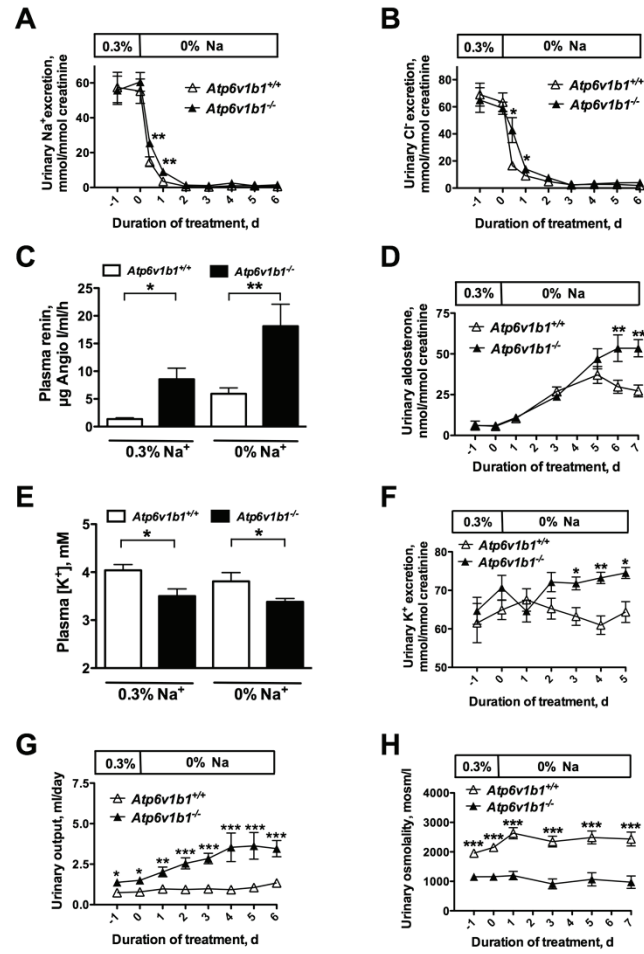 A
0.3% 0% Na
Urinary Na+ excretion,
mmol/mmol creatinine
60
40
20
0
Atp6v1b1+/+
Atp6v1b1-/-
**
**
-1 0 1 2 3 4 5 6
Duration of treatment, d
B
0.3% 0% Na
Urinary Cl- excretion,
mmol/mmol creatinine
80
60
40
20
0
Atp6v1b1+/+
Atp6v1b1-/-
*
*
-1 0 1 2 3 4 5 6
Duration of treatment, d
C
Atp6v1b1+/+ Atp6v1b1-/-
Plasma renin,
µg Angio I/ml/h
25
20
15
10
5
0
* **
0.3% Na+ 0% Na+
D
0.3% 0% Na
Urinary aldosterone,
nmol/mmol creatinine
75
50
25
0
Atp6v1b1+/+
Atp6v1b1-/-
** **
-1 0 1 2 3 4 5 6 7
Duration of treatment, d
E
Atp6v1b1+/+ Atp6v1b1-/-
Plasma [K+], mM
5
4
3
2
* *
0.3% Na+ 0% Na+
F
0.3% 0% Na
Urinary K+ excretion,
mmol/mmol creatinine
90
80
70
60
50
Atp6v1b1+/+
Atp6v1b1-/-
* ** *
-1 0 1 2 3 4 5
Duration of treatment, d
G
0.3% 0% Na
Urinary output, ml/day
7.5
5.0
2.5
0.0
Atp6v1b1+/+
Atp6v1b1-/-
* * ** *** *** *** *** ***
-1 0 1 2 3 4 5 6
Duration of treatment, d
H
0.3% 0% Na
Urinary osmolality, mosm/l
4000
3000
2000
1000
0
Atp6v1b1+/+
Atp6v1b1-/-
*** *** *** *** *** ***
-1 0 1 2 3 4 5 6 7
Duration of treatment, d